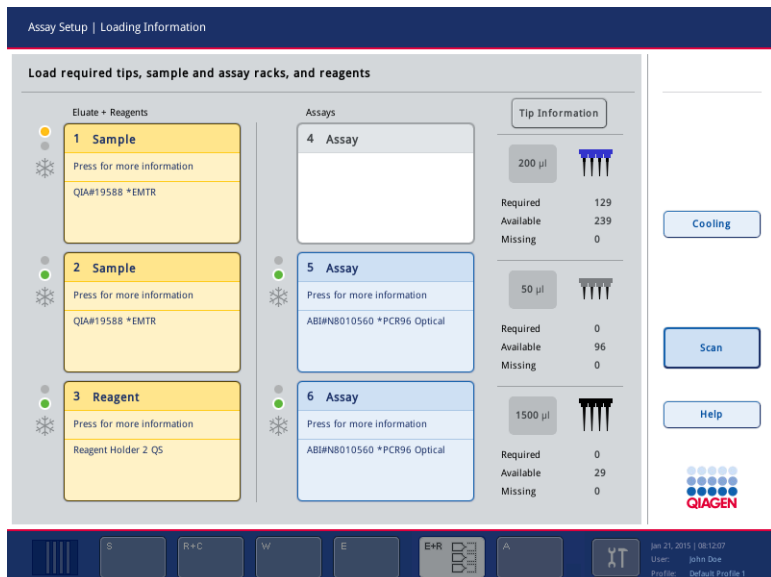 Assay Setup | Loading Information
Load required tips, sample and assay racks, and reagents
Eluate + Reagents
1 Sample
Press for more information
QIA#19588 *EMTR
2 Sample
Press for more information
QIA#19588 *EMTR
3 Reagent
Press for more information
Reagent Holder 2 QS
Assays
4 Assay
5 Assay
Press for more information
ABI#N8010560 *PCR96 Optical
6 Assay
Press for more information
ABI#N8010560 *PCR96 Optical
Tip Information
200 µl
Required 129
Available 239
Missing 0
50 µl
Required 0
Available 96
Missing 0
1500 µl
Required 0
Available 29
Missing 0
Cooling
Scan
Help
QIAGEN
S
R+C
W
E
E+R
A
Jan 21, 2015 | 08:12:07
User: John Doe
Profile: Default Profile 1